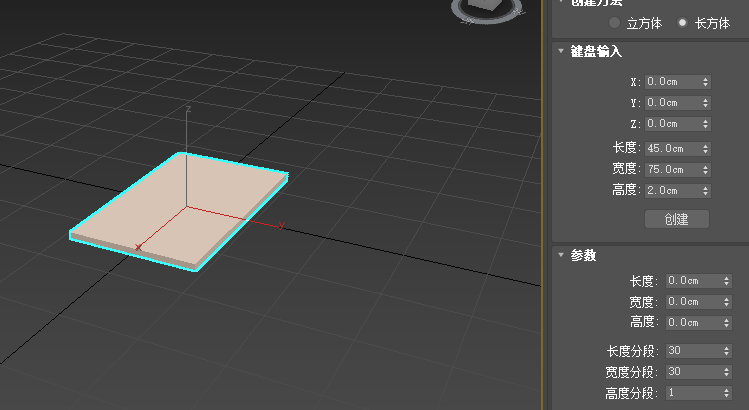 创建方法
立方体 长方体
键盘输入
X: 0.0cm
Y: 0.0cm
Z: 0.0cm
长度: 45.0cm
宽度: 75.0cm
高度: 2.0cm
创建
参数
长度: 0.0cm
宽度: 0.0cm
高度: 0.0cm
长度分段: 30
宽度分段: 30
高度分段: 1
z
x
y